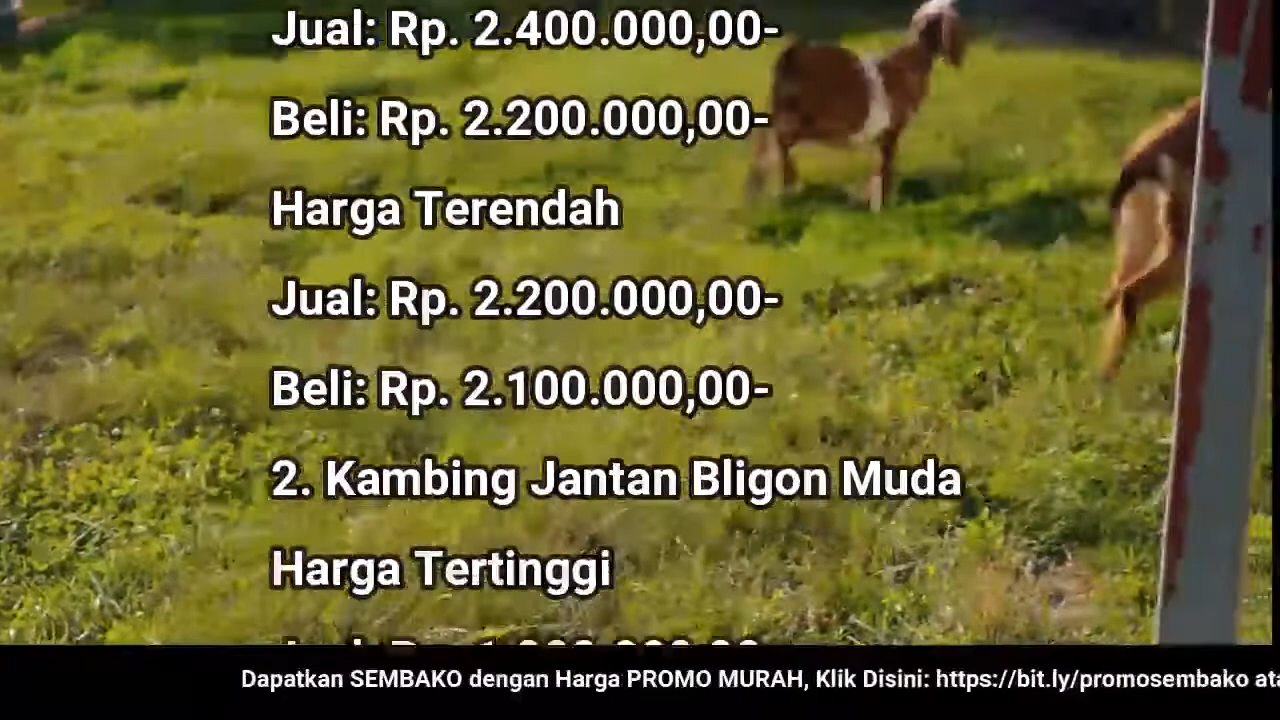 Jual: Rp. 2.400.000,00-
Beli: Rp. 2.200.000,00-
Harga Terendah
Jual: Rp. 2.200.000,00-
Beli: Rp. 2.100.000,00-
2. Kambing Jantan Bligon Muda
Harga Tertinggi
Dapatkan SEMBAKO dengan Harga PROMO MURAH, Klik Disini: https://bit.ly/promosembako